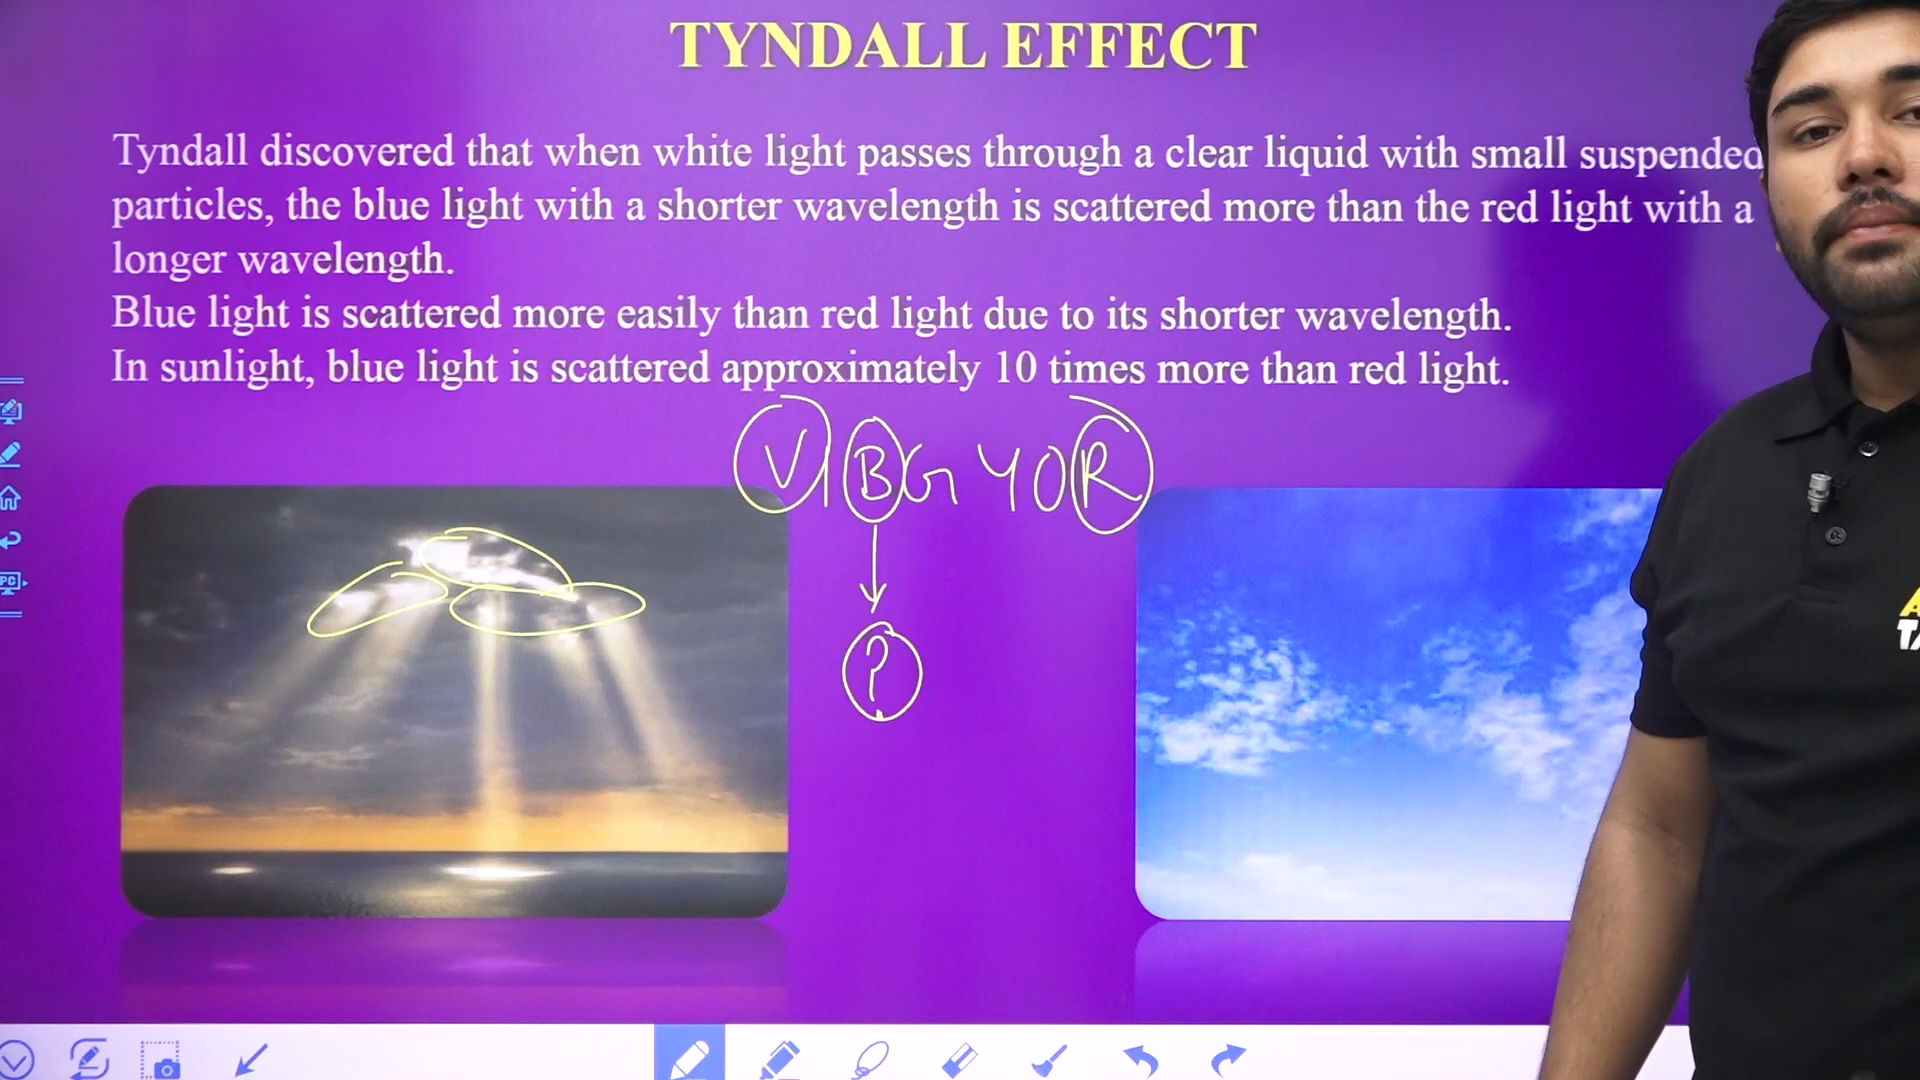 TYNDALL EFFECT
Tyndall discovered that when white light passes through a clear liquid with small suspended
particles, the blue light with a shorter wavelength is scattered more than the red light with a
longer wavelength.
Blue light is scattered more easily than red light due to its shorter wavelength.
In sunlight, blue light is scattered approximately 10 times more than red light.
VIBGYOR
?
PC